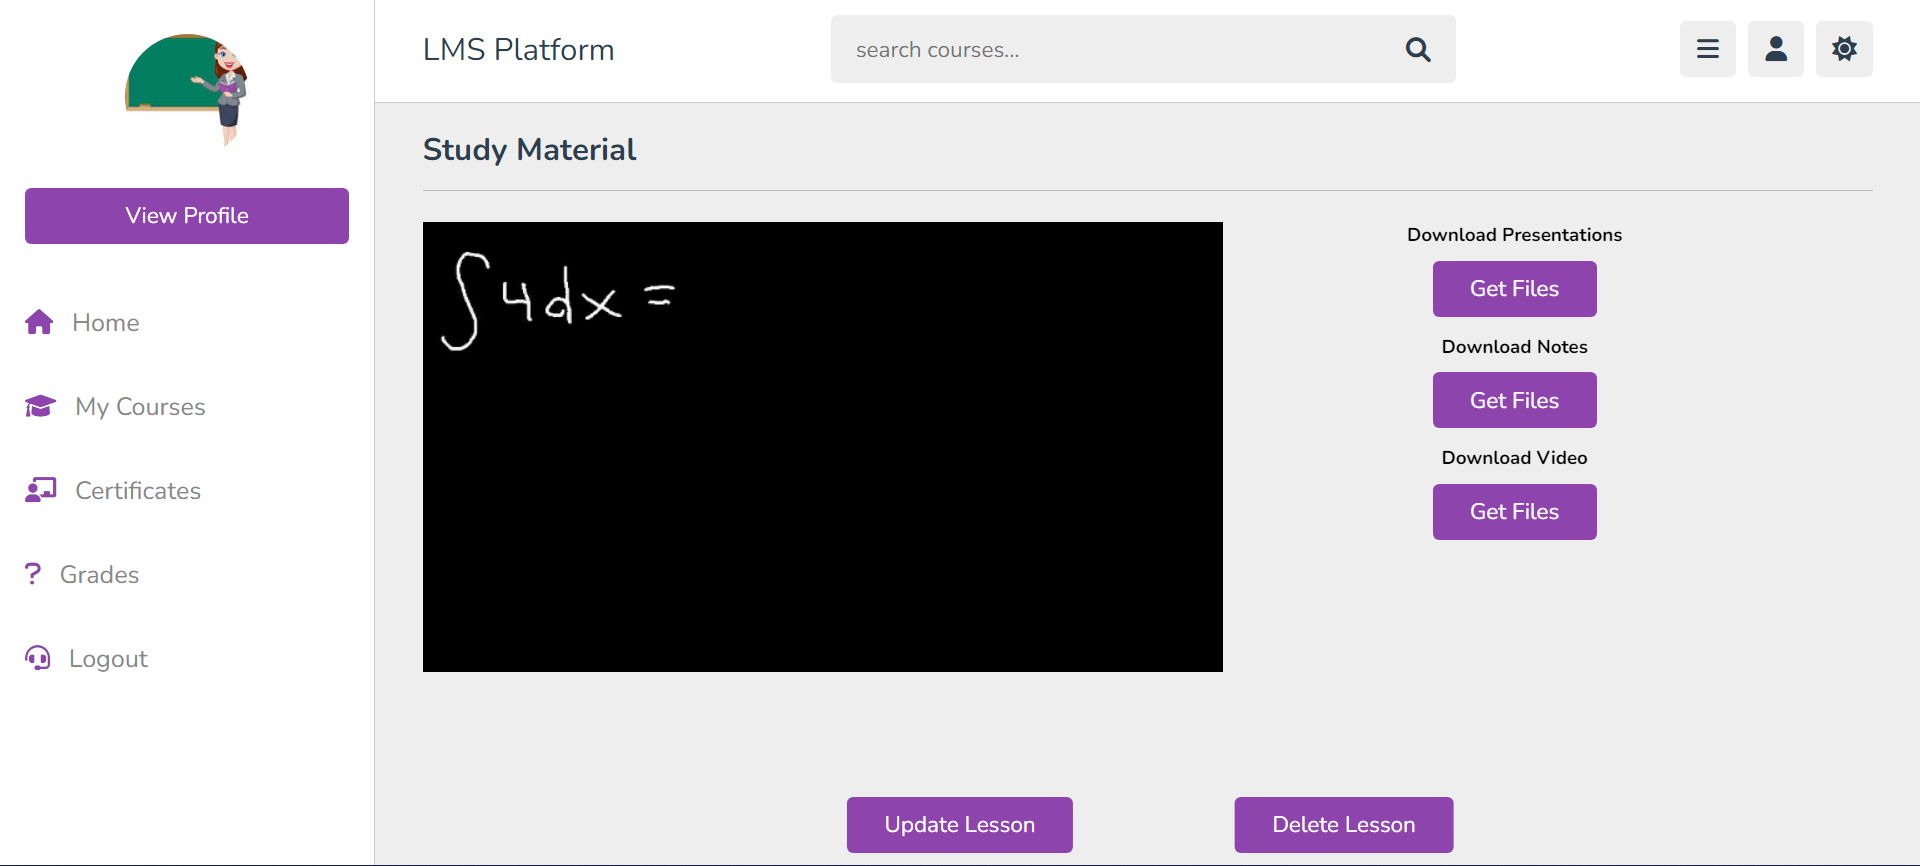 LMS Platform
search courses...
View Profile
Home
My Courses
Certificates
? Grades
Logout
Study Material
∫4dx =
Download Presentations
Get Files
Download Notes
Get Files
Download Video
Get Files
Update Lesson
Delete Lesson